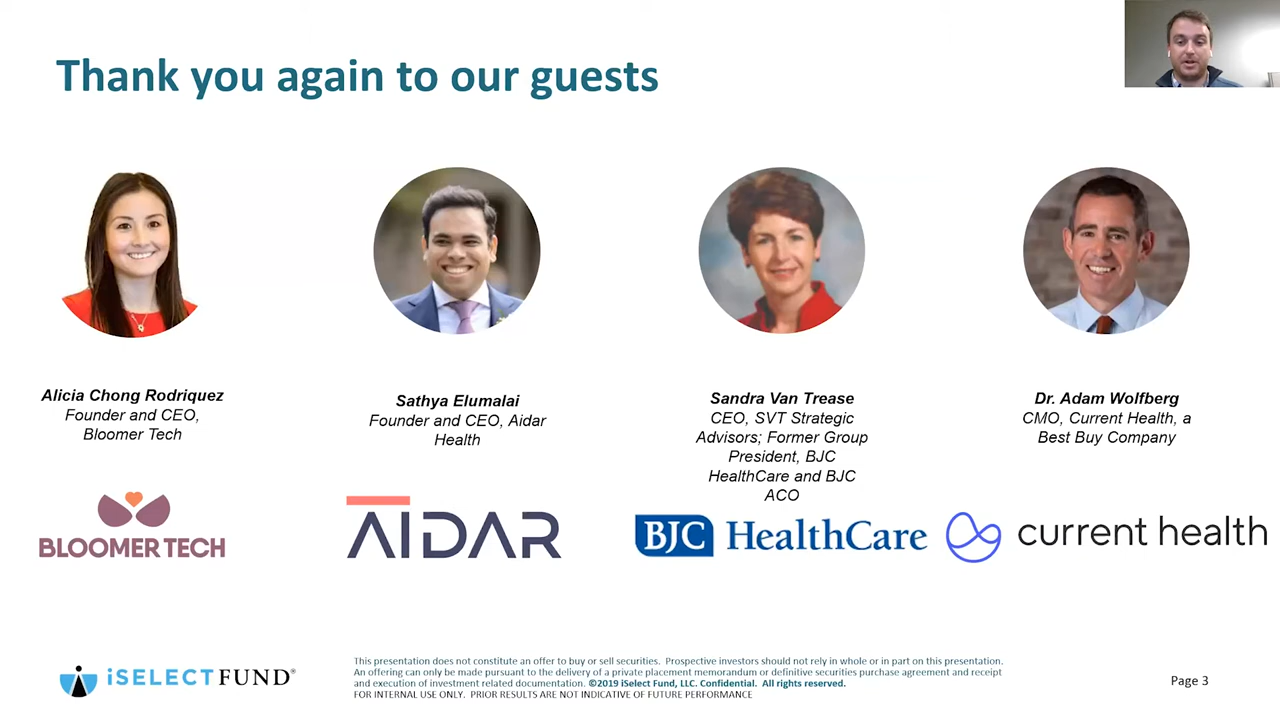 Thank you again to our guests
Alicia Chong Rodriquez
Founder and CEO,
Bloomer Tech
BLOOMER TECH
Sathya Elumalai
Founder and CEO, Aidar
Health
AIDAR
Sandra Van Trease
CEO, SVT Strategic
Advisors; Former Group
President, BJC
HealthCare and BJC
ACO
BJC HealthCare
Dr. Adam Wolfberg
CMO, Current Health, a
Best Buy Company
current health
iSELECTFUND®
This presentation does not constitute an offer to buy or sell securities. Prospective investors should not rely in whole or in part on this presentation.
An offering can only be made pursuant to the delivery of a private placement memorandum or definitive securities purchase agreement and receipt
and execution of investment related documentation. ©2019 iSelect Fund, LLC. Confidential. All rights reserved.
FOR INTERNAL USE ONLY. PRIOR RESULTS ARE NOT INDICATIVE OF FUTURE PERFORMANCE
Page 3